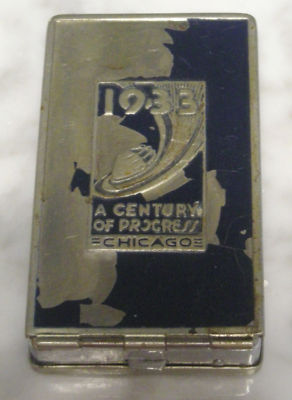 1933
A CENTURY
OF PROGRESS
CHICAGO